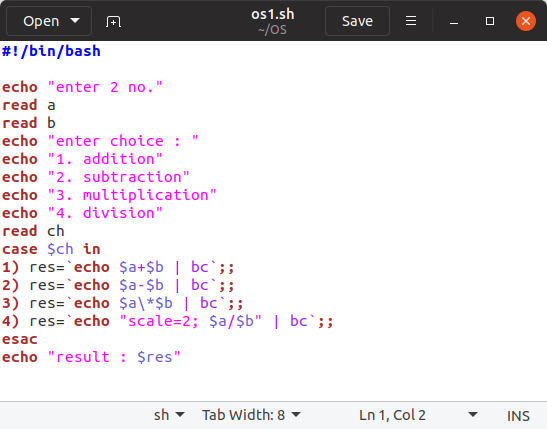 Open os1.sh Save
~/OS
#!/bin/bash
echo "enter 2 no."
read a
read b
echo "enter choice : "
echo "1. addition"
echo "2. subtraction"
echo "3. multiplication"
echo "4. division"
read ch
case $ch in
1) res=`echo $a+$b | bc`;;
2) res=`echo $a-$b | bc`;;
3) res=`echo $a\*$b | bc`;;
4) res=`echo "scale=2; $a/$b" | bc`;;
esac
echo "result : $res"
sh Tab Width: 8 Ln 1, Col 2 INS